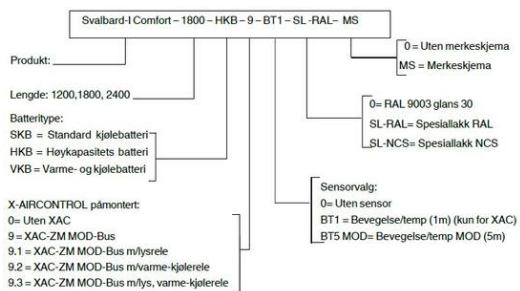 Svalbard-I Comfort – 1800 – HKB – 9 – BT1 – SL -RAL– MS
Produkt:
0= Uten merkeskjema
MS = Merkeskjema
Lengde: 1200,1800, 2400
Batteritype:
SKB = Standard kjølebatteri
HKB = Høykapasitets batteri
VKB = Varme- og kjølebatteri
0= RAL 9003 glans 30
SL-RAL= Spesiallakk RAL
SL-NCS= Spesiallakk NCS
X-AIRCONTROL påmontert:
0= Uten XAC
9 = XAC-ZM MOD-Bus
9.1 = XAC-ZM MOD-Bus m/lysrele
9.2 = XAC-ZM MOD-Bus m/varme-kjølerele
9.3 = XAC-ZM MOD-Bus m/lys, varme-kjølerele
Sensorvalg:
0= Uten sensor
BT1 = Bevegelse/temp (1m) (kun for XAC)
BT5 MOD= Bevegelse/temp MOD (5m)